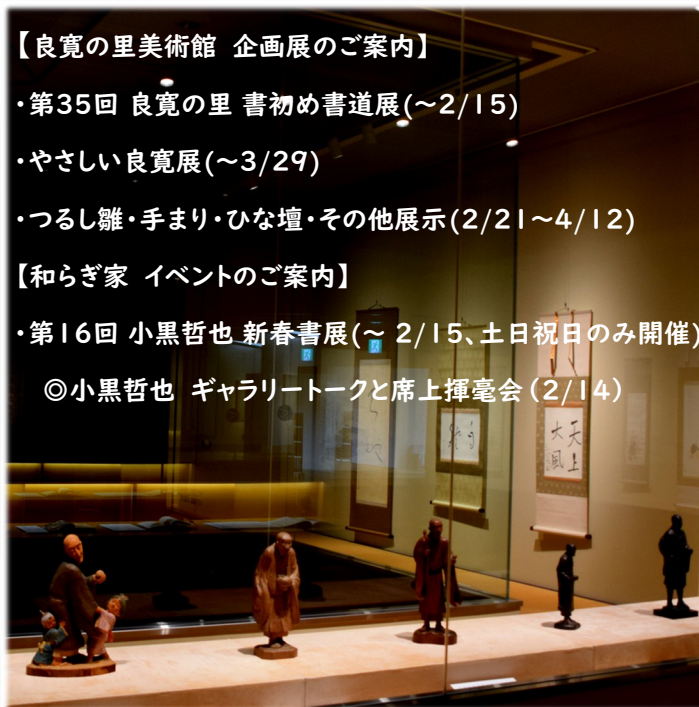 【良寛の里美術館 企画展のご案内】
・第35回 良寛の里 書初め書道展(～2/15)
・やさしい良寛展(～3/29)
・つるし雛・手まり・ひな壇・その他展示(2/21～4/12)
【和らぎ家 イベントのご案内】
・第16回 小黒哲也 新春書展(～ 2/15、土日祝日のみ開催)
◎小黒哲也 ギャラリートークと席上揮毫会(2/14)
天上
大風